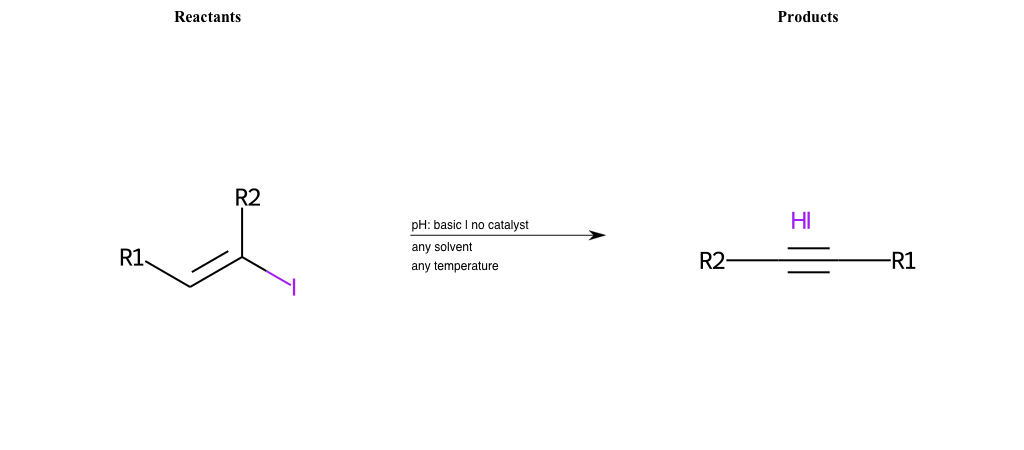 Reactants
Products
R2
R1
I
pH: basic I no catalyst
any solvent
any temperature
HI
R2
R1